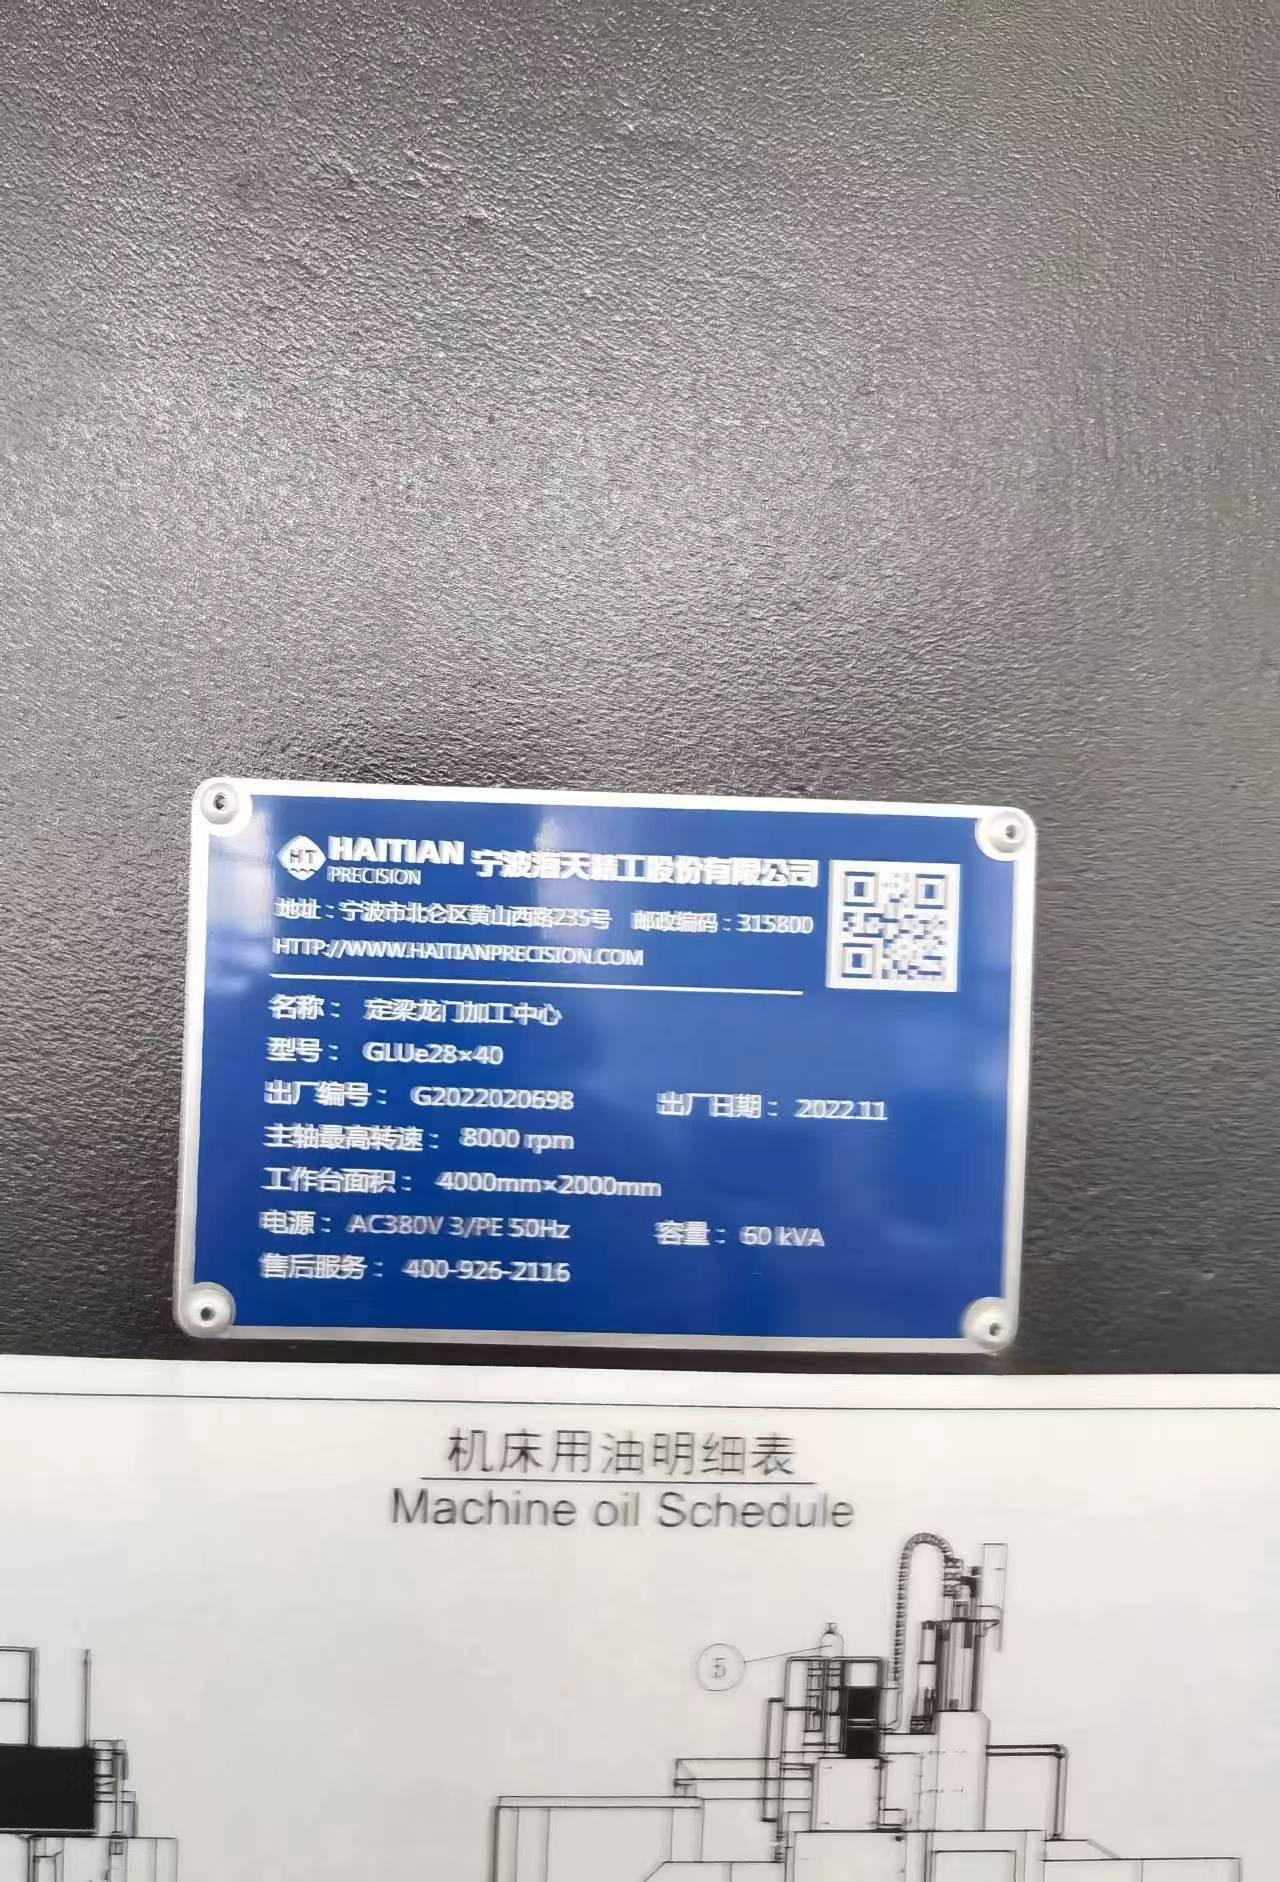 HT HAITIAN PRECISION 宁波海天精工股份有限公司
地址：宁波市北仑区黄山西路235号 邮政编码：315800
HTTP://WWW.HAITIANPRECISION.COM
名称： 定梁龙门加工中心
型号： GLUe28×40
出厂编号： G2022020698 出厂日期： 2022.11
主轴最高转速： 8000 rpm
工作台面积： 4000mm×2000mm
电源： AC380V 3/PE 50Hz 容量： 60 kVA
售后服务： 400-926-2116
机床用油明细表
Machine oil Schedule
5